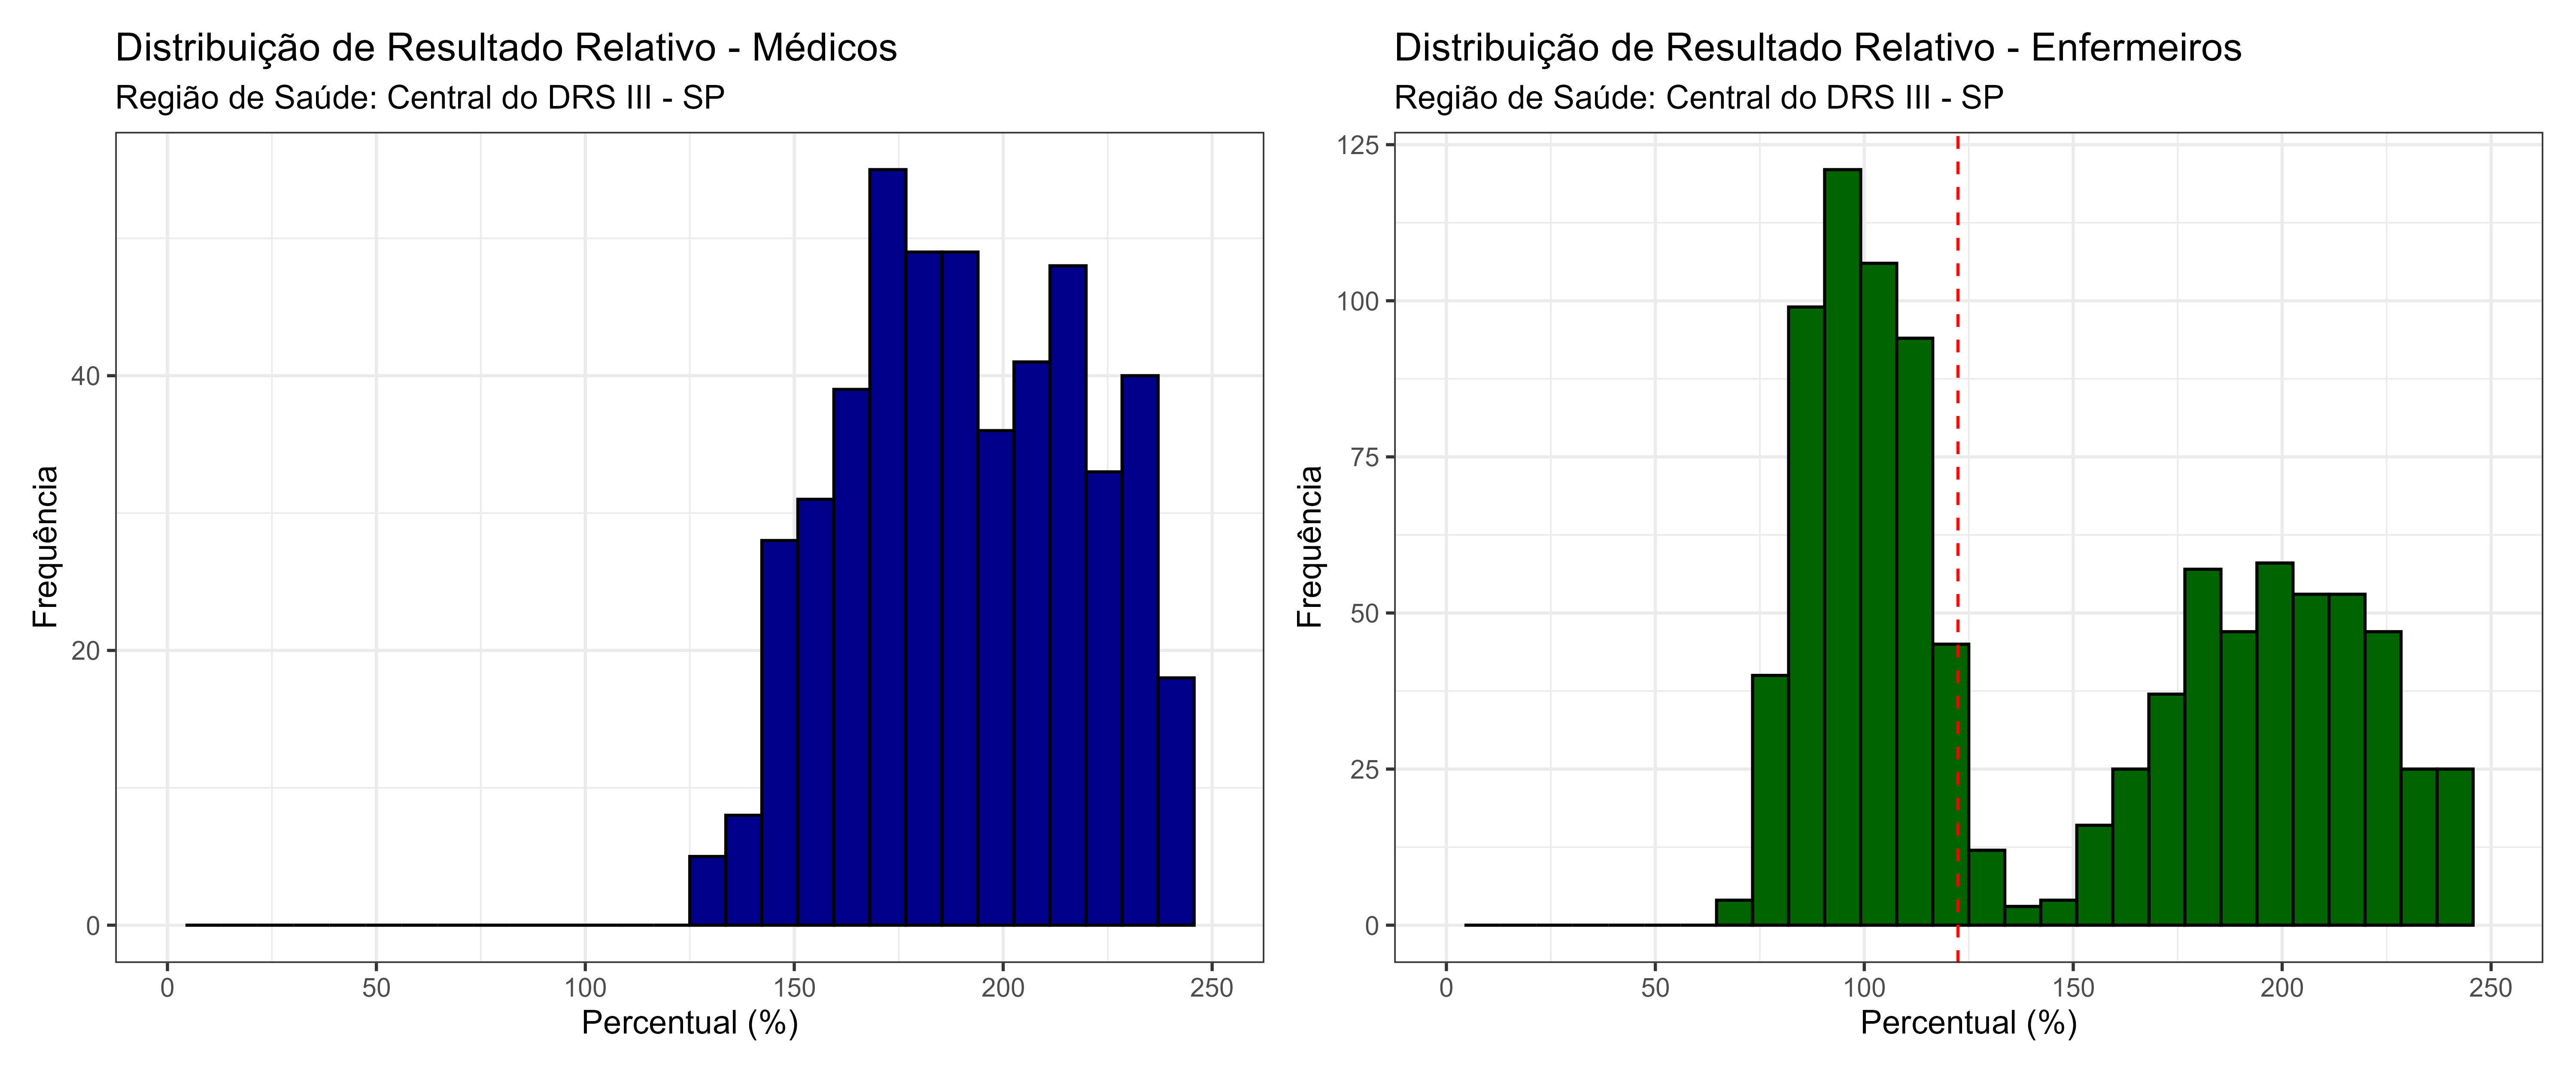 Distribuição de Resultado Relativo - Médicos
Região de Saúde: Central do DRS III - SP
Frequência
40
20
0
0 50 100 150 200 250
Percentual (%)
Distribuição de Resultado Relativo - Enfermeiros
Região de Saúde: Central do DRS III - SP
Frequência
125
100
75
50
25
0
0 50 100 150 200 250
Percentual (%)